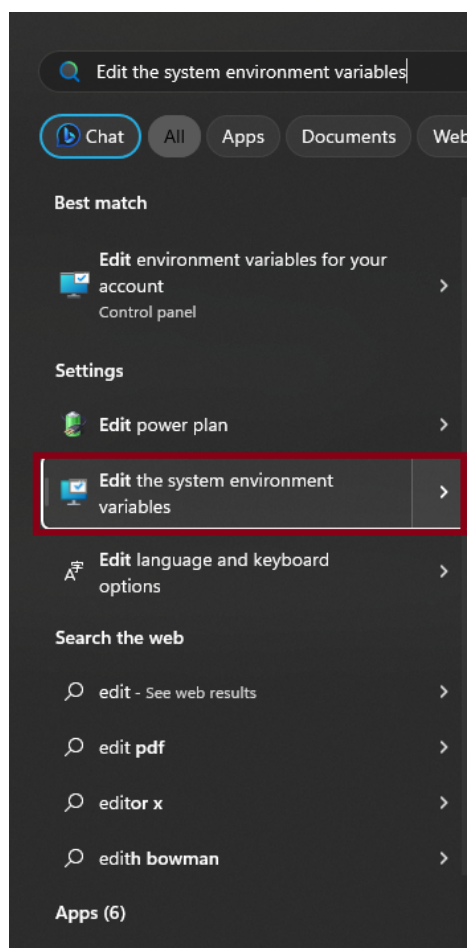 Edit the system environment variables
Chat
All
Apps
Documents
Web
Best match
Edit environment variables for your
account
Control panel
Settings
Edit power plan
Edit the system environment
variables
Edit language and keyboard
options
Search the web
edit - See web results
edit pdf
editor x
edith bowman
Apps (6)